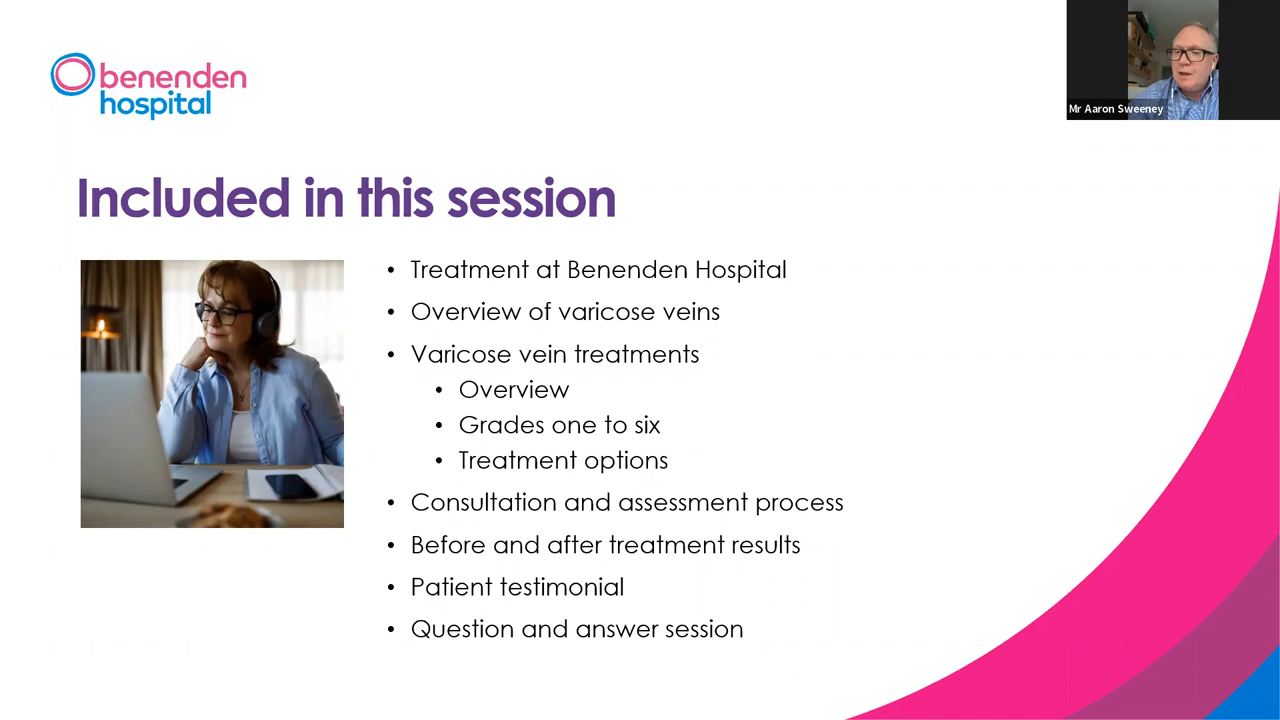 benenden
hospital
Mr Aaron Sweeney
Included in this session
• Treatment at Benenden Hospital
• Overview of varicose veins
• Varicose vein treatments
• Overview
• Grades one to six
• Treatment options
• Consultation and assessment process
• Before and after treatment results
• Patient testimonial
• Question and answer session